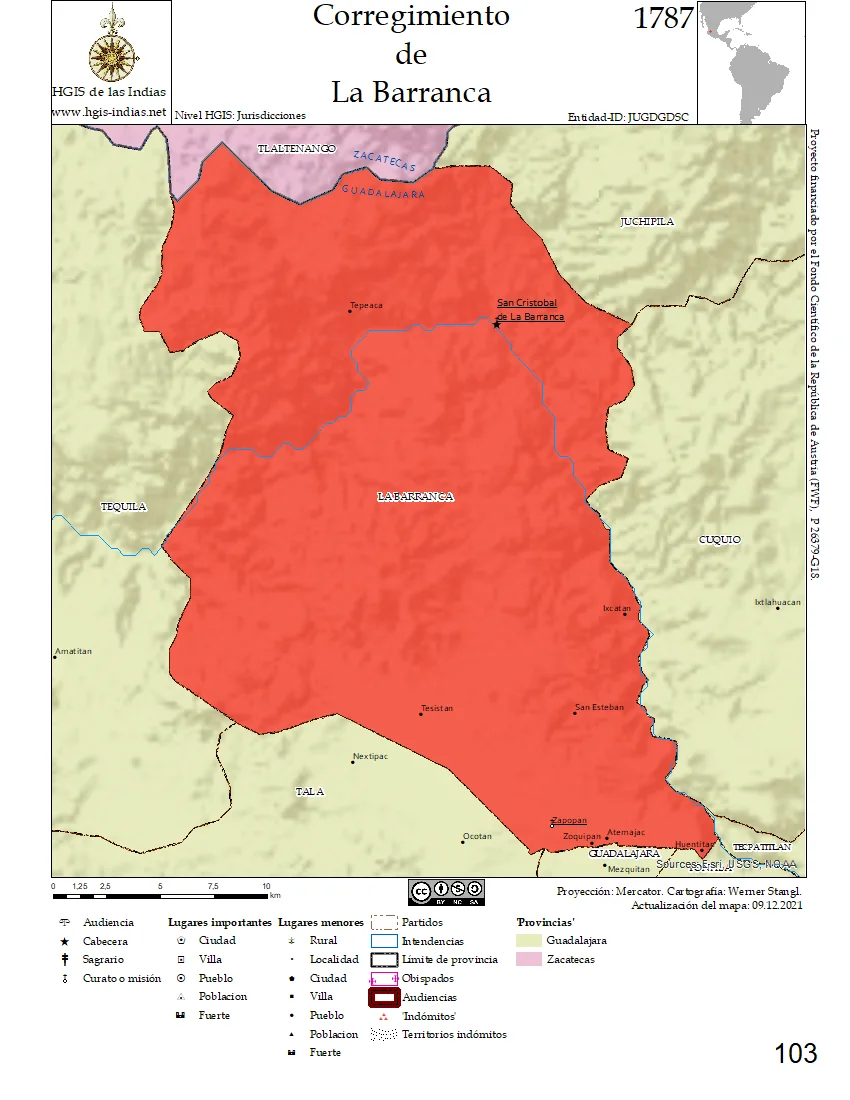 Corregimiento
de
La Barranca
1787
HGIS de las Indias
www.hgis-indias.net
Nivel HGIS: Jurisdicciones
Entidad-ID: JUGDGDSC
Proyecto financiado por el Fondo Científico de la República de Austria (FWF), P 26379-G18.
TLALTENANGO
ZACATECAS
GUADALAJARA
JUCHIPILA
Tepeaca
San Cristobal
de La Barranca
LA BARRANCA
TEQUILA
CUQUIO
Ixcatan
Ixtlahuacan
Amatitan
Tesistan
San Esteban
Nextipac
TALA
Zapopan
Ocotan
Zoquipan
Atemajac
Huentitan
GUADALAJARA
TECPATITLAN
Mezquitan
TONALA
Sources: Esri, USGS, NOAA
0 1,25 2,5 5 7,5 10
km
CC BY NC SA
Proyección: Mercator. Cartografía: Werner Stangl.
Actualización del mapa: 09.12.2021
Audiencia
Cabecera
Sagrario
Curato o misión
Lugares importantes
Ciudad
Villa
Pueblo
Poblacion
Fuerte
Lugares menores
Rural
Localidad
Ciudad
Villa
Pueblo
Poblacion
Fuerte
Partidos
Intendencias
Límite de provincia
Obispados
Audiencias
'Indómitos'
Territorios indómitos
'Provincias'
Guadalajara
Zacatecas
103